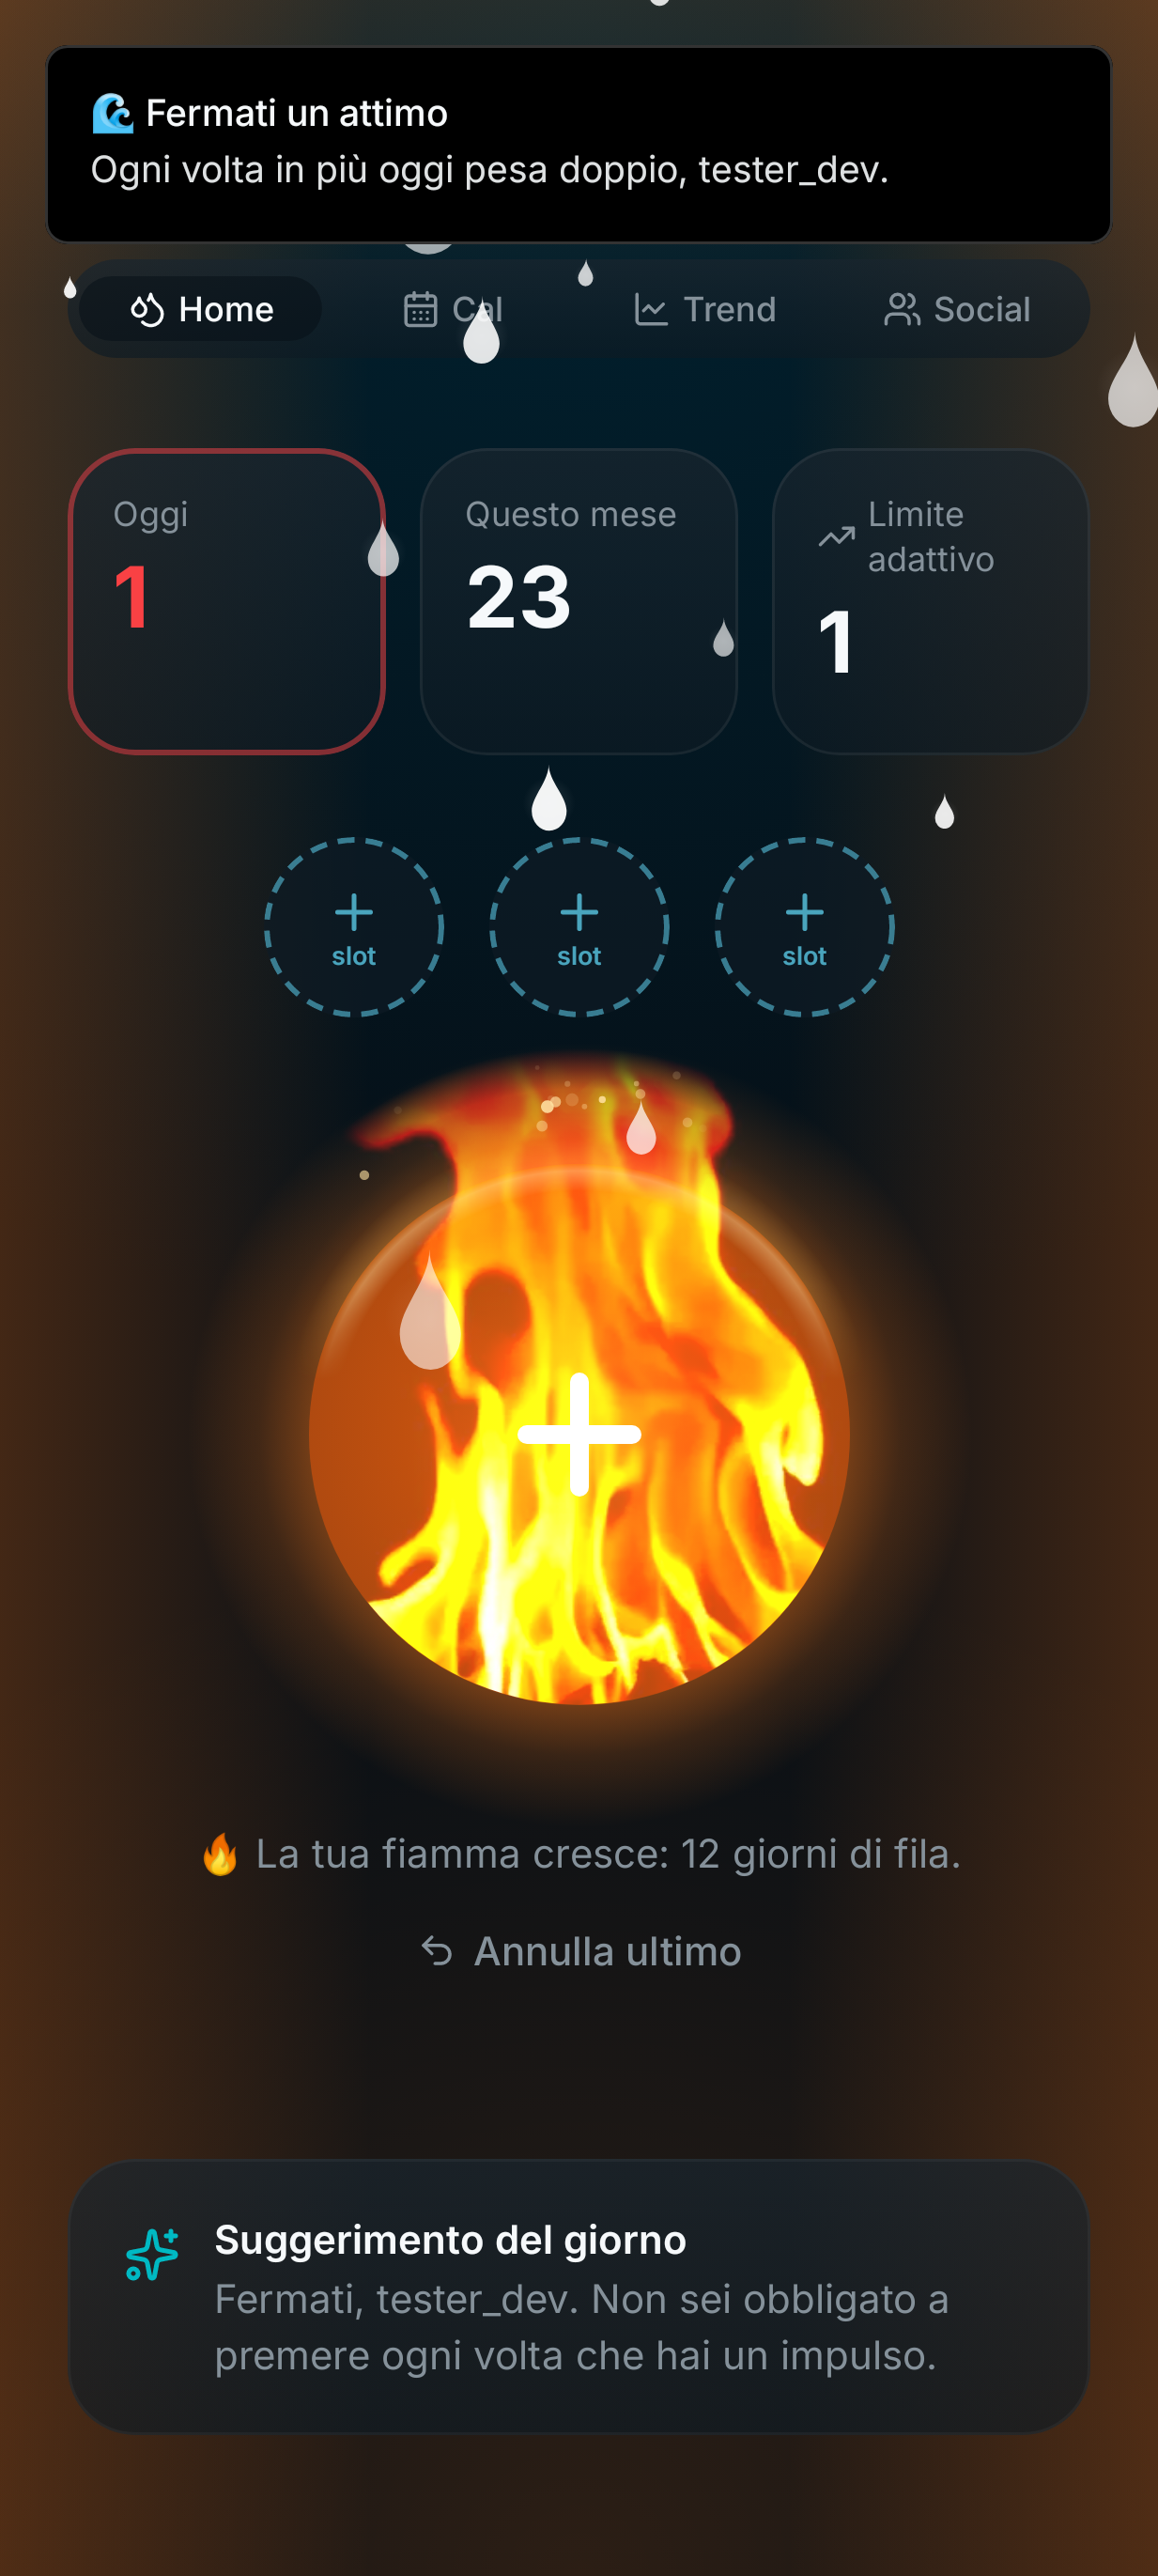 🌊 Fermati un attimo
Ogni volta in più oggi pesa doppio, tester_dev.
Home
Cal
Trend
Social
Oggi
1
Questo mese
23
Limite
adattivo
1
slot
slot
slot
🔥 La tua fiamma cresce: 12 giorni di fila.
Annulla ultimo
Suggerimento del giorno
Fermati, tester_dev. Non sei obbligato a
premere ogni volta che hai un impulso.